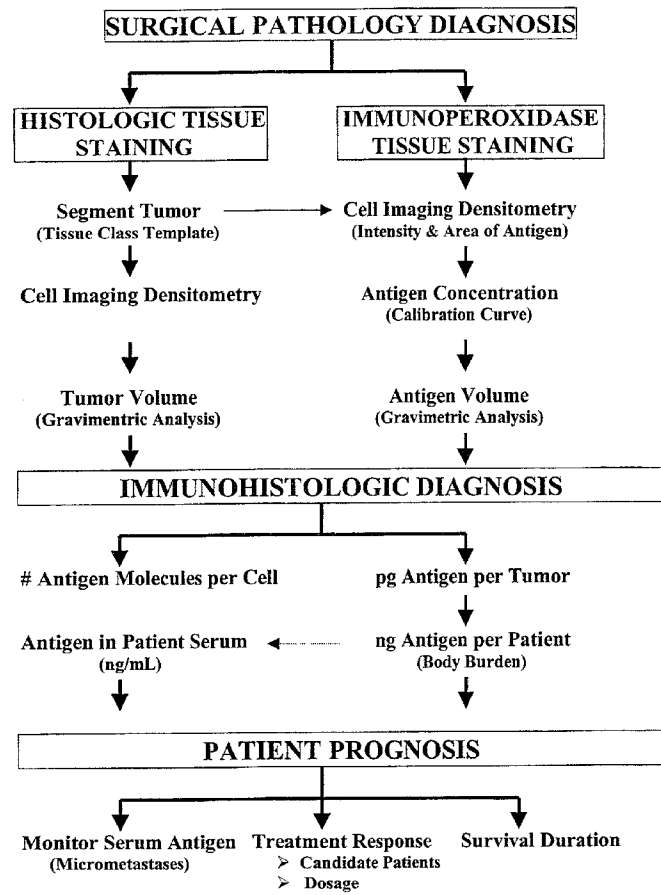 SURGICAL PATHOLOGY DIAGNOSIS
HISTOLOGIC TISSUE
STAINING
IMMUNOPEROXIDASE
TISSUE STAINING
Segment Tumor
(Tissue Class Template)
Cell Imaging Densitometry
(Intensity & Area of Antigen)
Cell Imaging Densitometry
Antigen Concentration
(Calibration Curve)
Tumor Volume
(Gravimentric Analysis)
Antigen Volume
(Gravimetric Analysis)
IMMUNOHISTOLOGIC DIAGNOSIS
# Antigen Molecules per Cell
pg Antigen per Tumor
Antigen in Patient Serum
(ng/mL)
ng Antigen per Patient
(Body Burden)
PATIENT PROGNOSIS
Monitor Serum Antigen
(Micrometastases)
Treatment Response
➢ Candidate Patients
➢ Dosage
Survival Duration